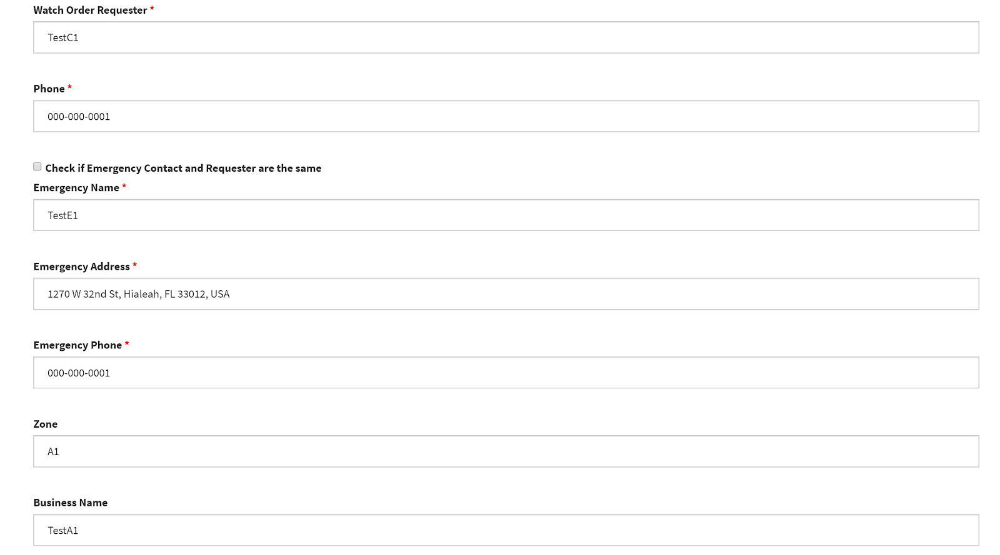 Watch Order Requester *
TestC1
Phone *
000-000-0001
Check if Emergency Contact and Requester are the same
Emergency Name *
TestE1
Emergency Address *
1270 W 32nd St, Hialeah, FL 33012, USA
Emergency Phone *
000-000-0001
Zone
A1
Business Name
TestA1